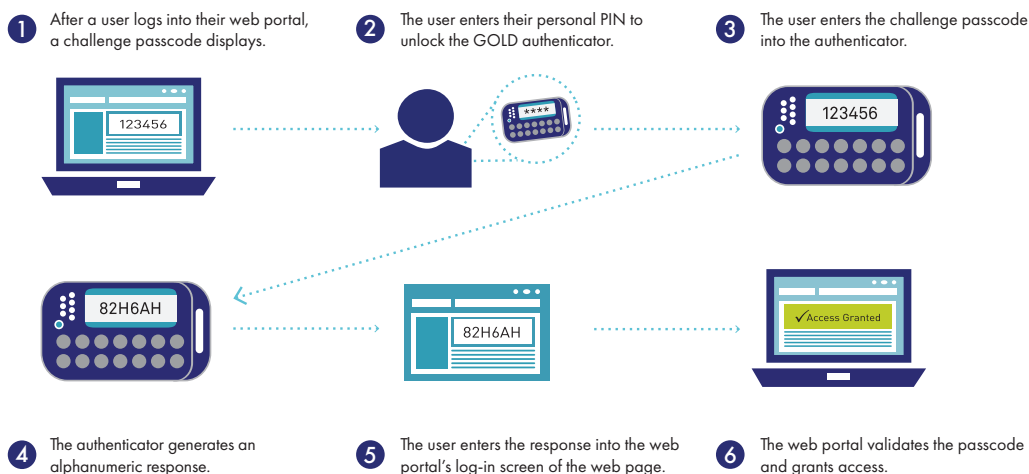 1 After a user logs into their web portal,
a challenge passcode displays.
2 The user enters their personal PIN to
unlock the GOLD authenticator.
3 The user enters the challenge passcode
into the authenticator.
123456
****
123456
82H6AH
82H6AH
✓Access Granted
4 The authenticator generates an
alphanumeric response.
5 The user enters the response into the web
portal's log-in screen of the web page.
6 The web portal validates the passcode
and grants access.